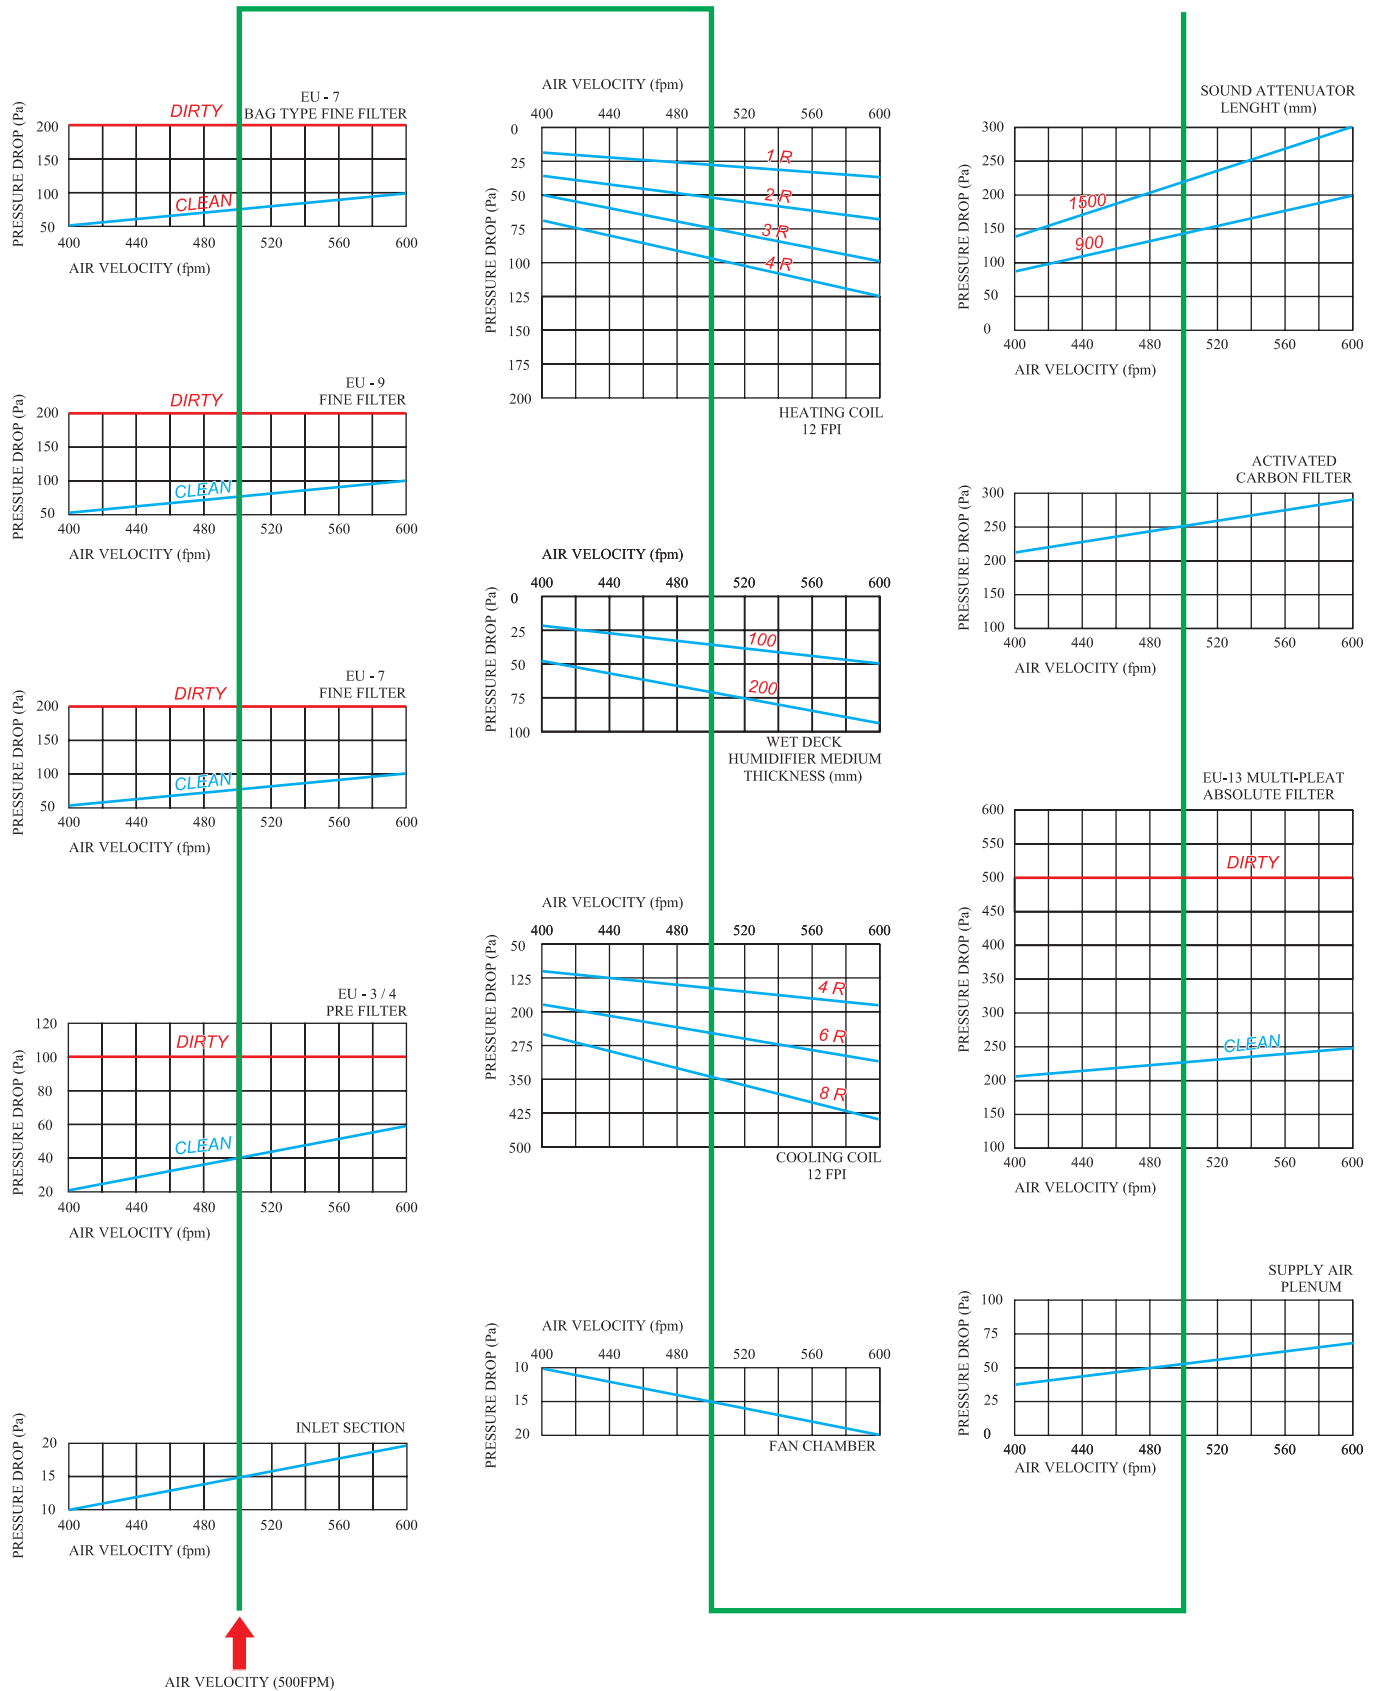 EU - 7
BAG TYPE FINE FILTER
PRESSURE DROP (Pa)
DIRTY
CLEAN
200
150
100
50
400 440 480 520 560 600
AIR VELOCITY (fpm)
EU - 9
FINE FILTER
PRESSURE DROP (Pa)
DIRTY
CLEAN
200
150
100
50
400 440 480 520 560 600
AIR VELOCITY (fpm)
EU - 7
FINE FILTER
PRESSURE DROP (Pa)
DIRTY
CLEAN
200
150
100
50
400 440 480 520 560 600
AIR VELOCITY (fpm)
EU - 3 / 4
PRE FILTER
PRESSURE DROP (Pa)
DIRTY
CLEAN
120
100
80
60
40
20
400 440 480 520 560 600
AIR VELOCITY (fpm)
INLET SECTION
PRESSURE DROP (Pa)
20
15
10
400 440 480 520 560 600
AIR VELOCITY (fpm)
AIR VELOCITY (500FPM)
AIR VELOCITY (fpm)
400 440 480 520 560 600
PRESSURE DROP (Pa)
0
25
50
75
100
125
150
175
200
1 R
2 R
3 R
4 R
HEATING COIL
12 FPI
AIR VELOCITY (fpm)
400 440 480 520 560 600
PRESSURE DROP (Pa)
0
25
50
75
100
100
200
WET DECK
HUMIDIFIER MEDIUM
THICKNESS (mm)
AIR VELOCITY (fpm)
400 440 480 520 560 600
PRESSURE DROP (Pa)
50
125
200
275
350
425
500
4 R
6 R
8 R
COOLING COIL
12 FPI
AIR VELOCITY (fpm)
400 440 480 520 560 600
PRESSURE DROP (Pa)
10
15
20
FAN CHAMBER
SOUND ATTENUATOR
LENGHT (mm)
PRESSURE DROP (Pa)
300
250
200
150
100
50
0
1500
900
400 440 480 520 560 600
AIR VELOCITY (fpm)
ACTIVATED
CARBON FILTER
PRESSURE DROP (Pa)
300
250
200
150
100
400 440 480 520 560 600
AIR VELOCITY (fpm)
EU-13 MULTI-PLEAT
ABSOLUTE FILTER
PRESSURE DROP (Pa)
600
550
500
450
400
350
300
250
200
150
100
DIRTY
CLEAN
400 440 480 520 560 600
AIR VELOCITY (fpm)
SUPPLY AIR
PLENUM
PRESSURE DROP (Pa)
100
75
50
25
0
400 440 480 520 560 600
AIR VELOCITY (fpm)